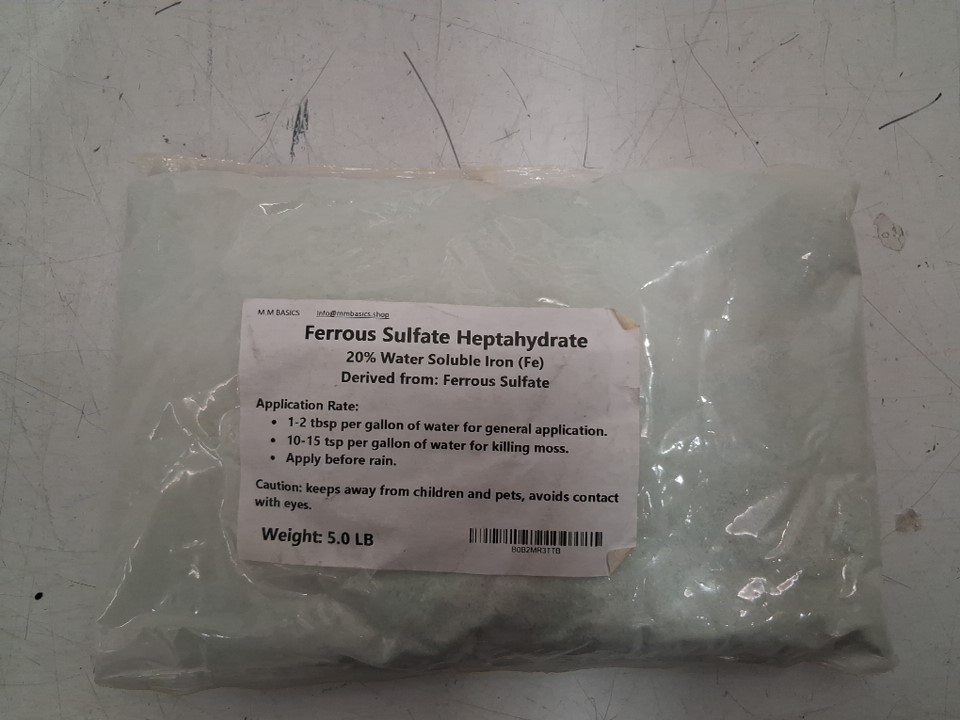 M.M BASICS info@mmbasics.shop
Ferrous Sulfate Heptahydrate
20% Water Soluble Iron (Fe)
Derived from: Ferrous Sulfate
Application Rate:
• 1-2 tbsp per gallon of water for general application.
• 10-15 tsp per gallon of water for killing moss.
• Apply before rain.
Caution: keeps away from children and pets, avoids contact
with eyes.
Weight: 5.0 LB
B0B2MR31TB